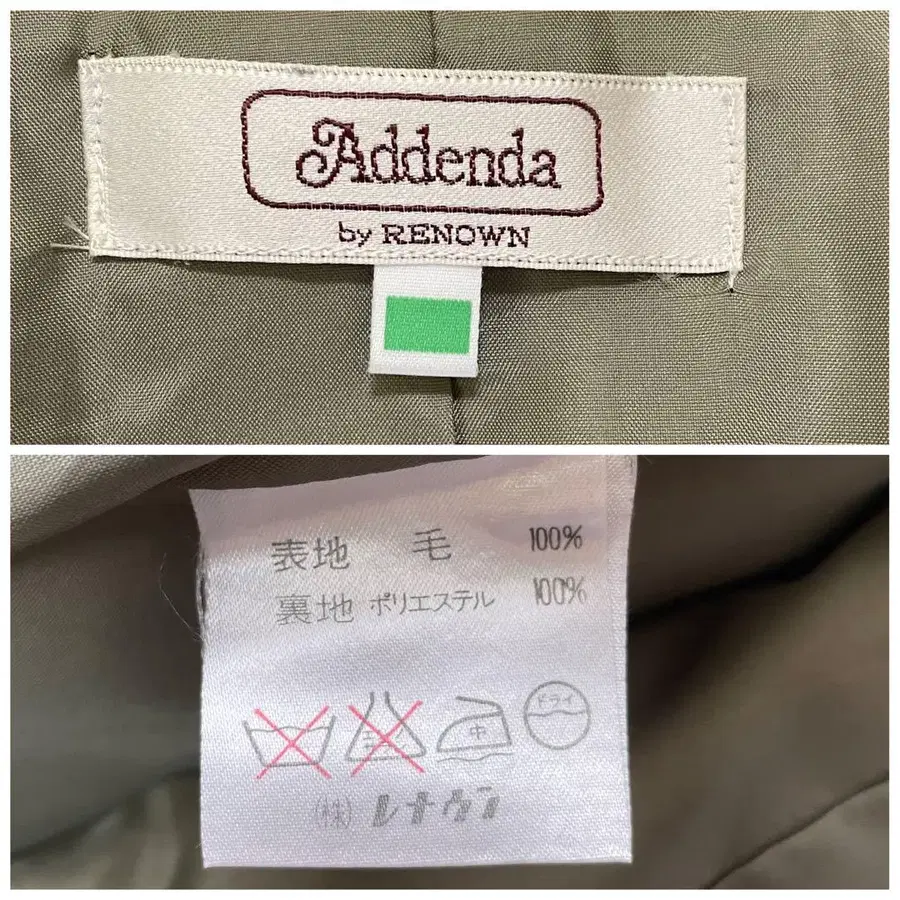 Addenda
by RENOWN
表地 毛 100%
裏地 ポリエステル 100%
中 ドライ
(株) レナウン